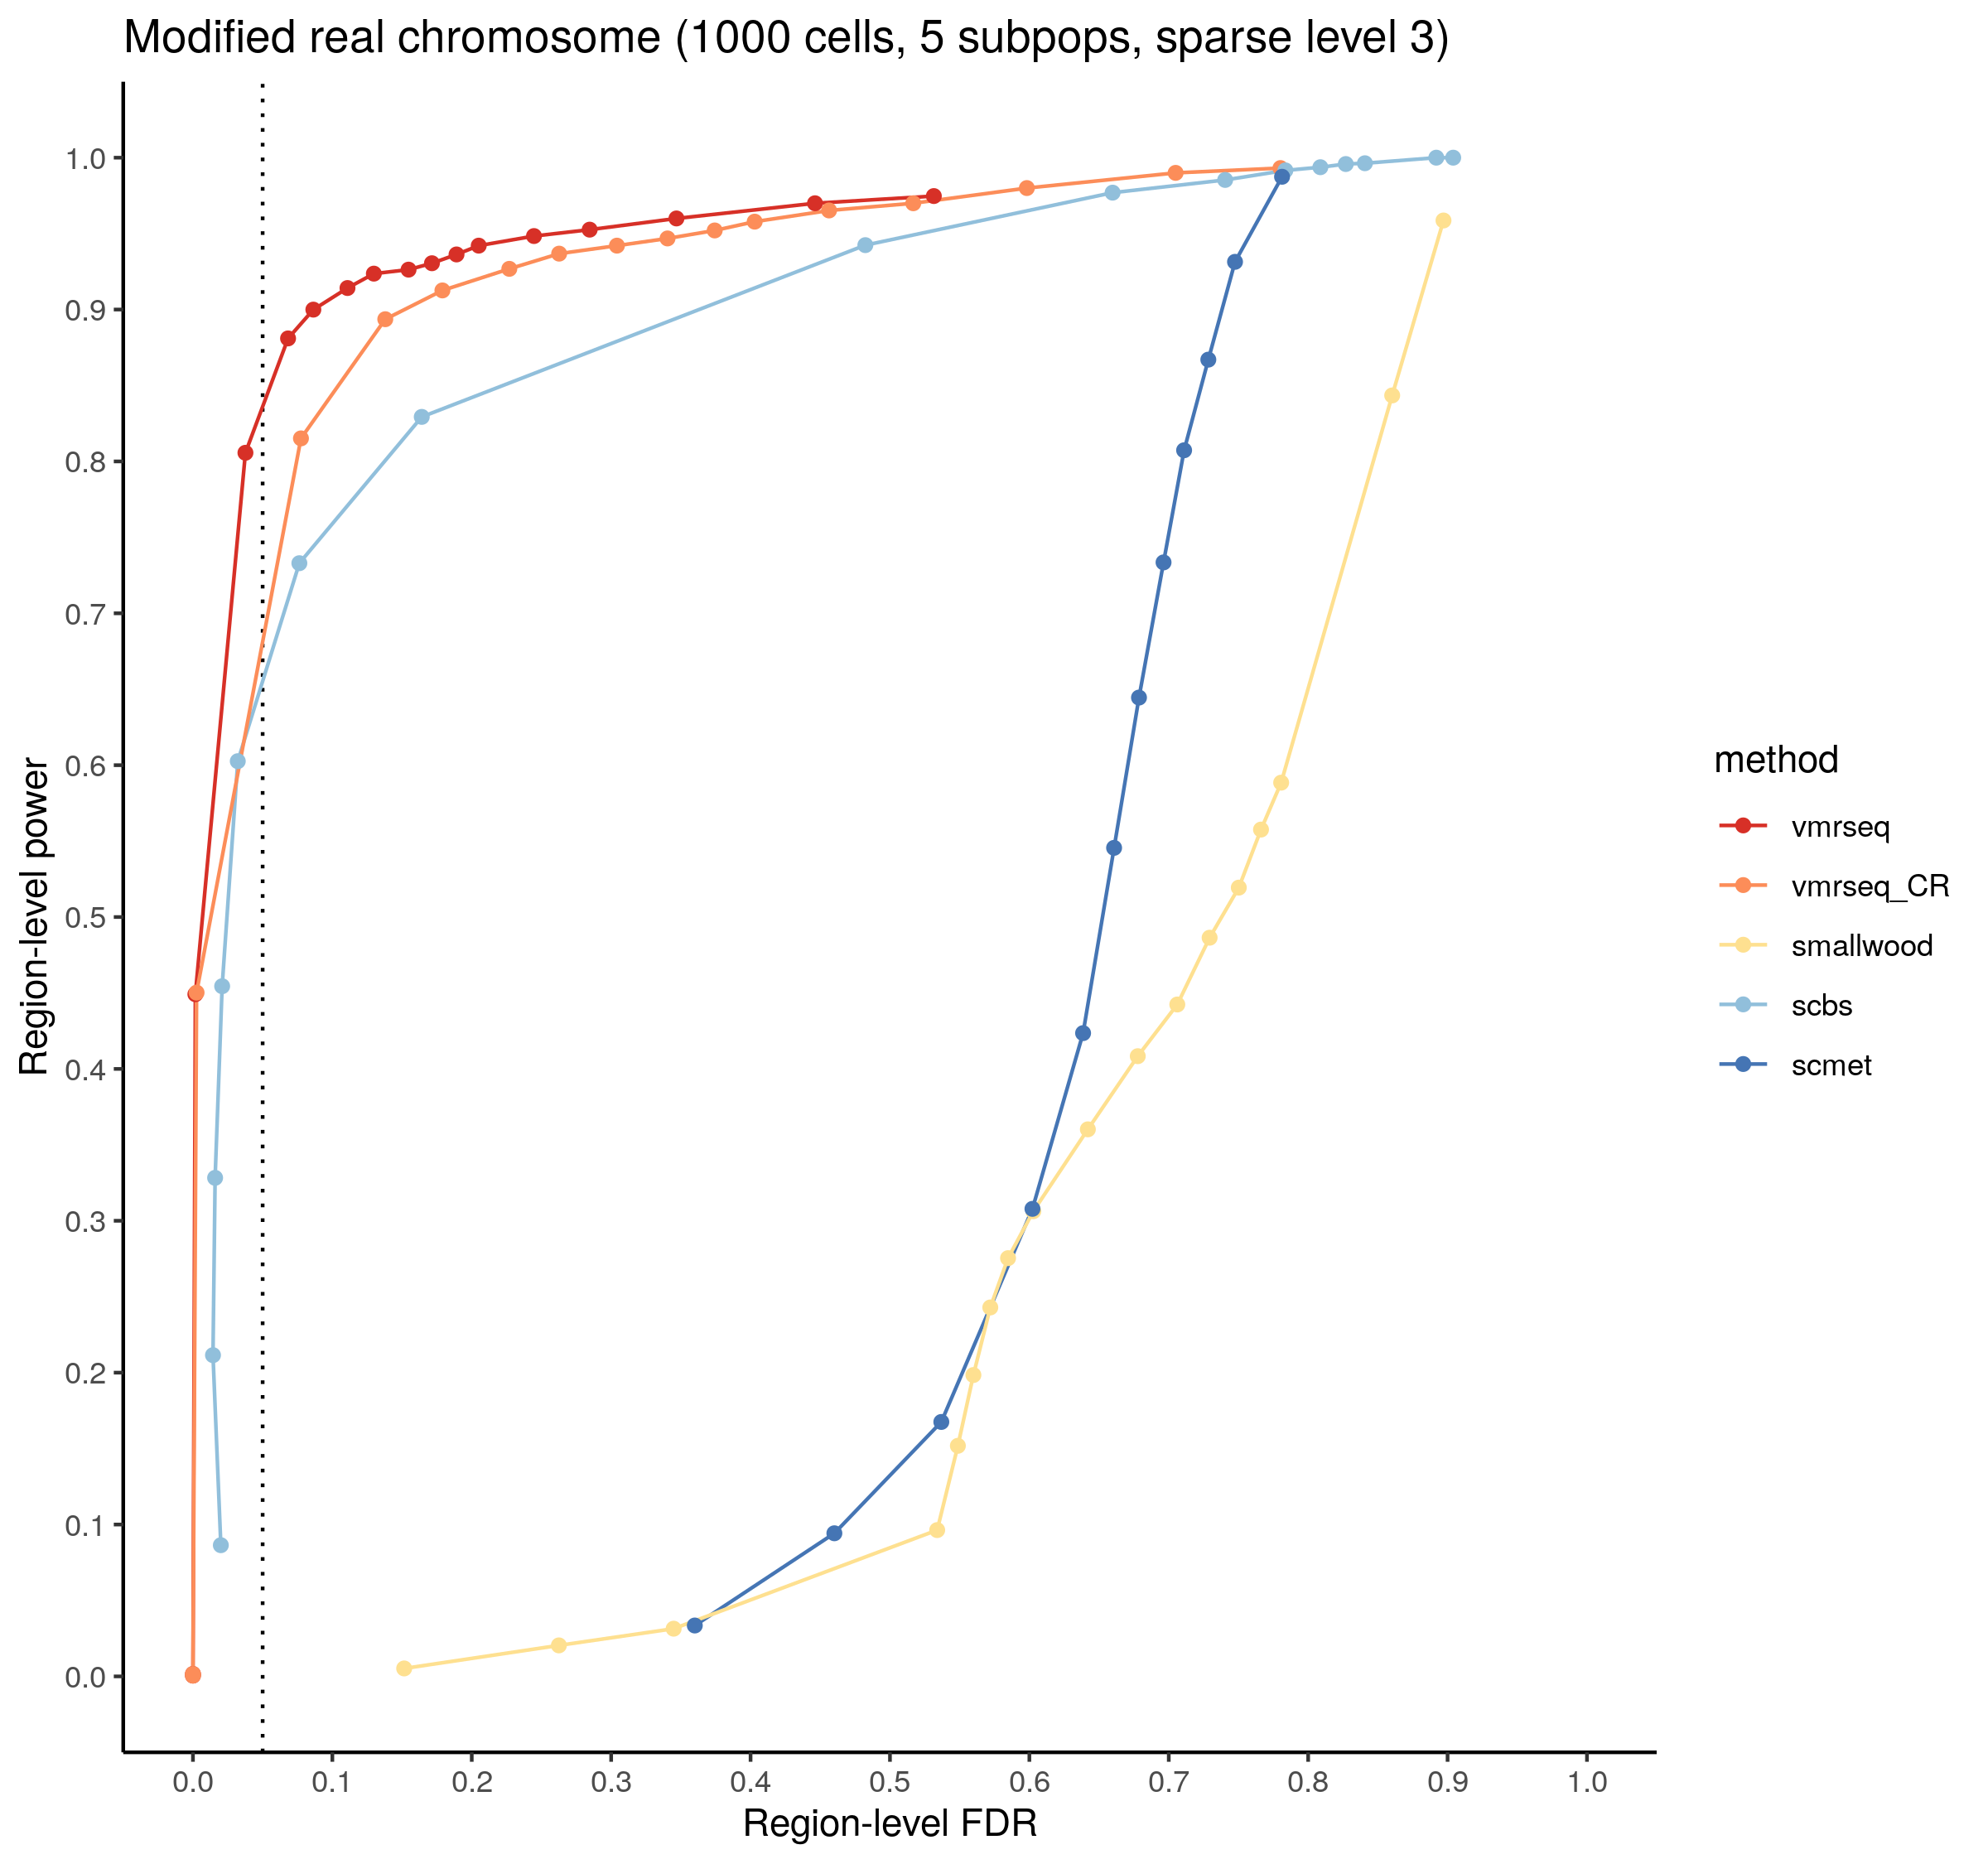 Modified real chromosome (1000 cells, 5 subpops, sparse level 3)
Region-level power
1.0
0.9
0.8
0.7
0.6
0.5
0.4
0.3
0.2
0.1
0.0
0.0 0.1 0.2 0.3 0.4 0.5 0.6 0.7 0.8 0.9 1.0
Region-level FDR
method
vmrseq
vmrseq_CR
smallwood
scbs
scmet